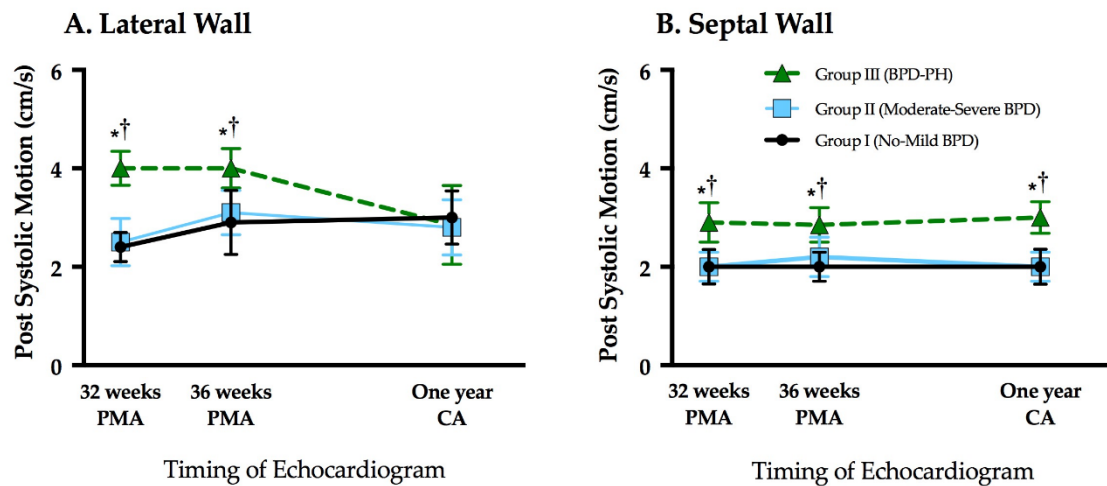 A. Lateral Wall
Post Systolic Motion (cm/s)
6
4
2
0
*†
*†
32 weeks
PMA
36 weeks
PMA
One year
CA
Timing of Echocardiogram
B. Septal Wall
Post Systolic Motion (cm/s)
6
4
2
0
Group III (BPD-PH)
Group II (Moderate-Severe BPD)
Group I (No-Mild BPD)
*†
*†
*†
32 weeks
PMA
36 weeks
PMA
One year
CA
Timing of Echocardiogram